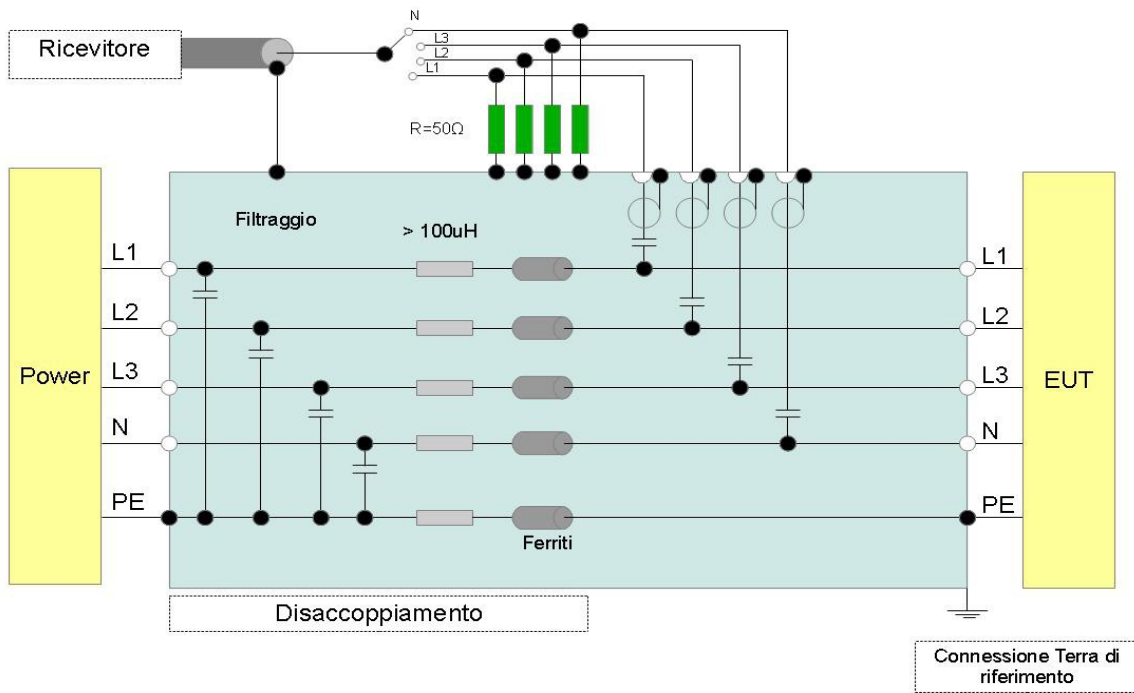 N
Ricevitore
L3
L2
L1
R=50Ω
Filtraggio
> 100uH
L1
L1
L2
L2
Power
L3
L3
EUT
N
N
PE
PE
Ferriti
Disaccoppiamento
Connessione Terra di
riferimento